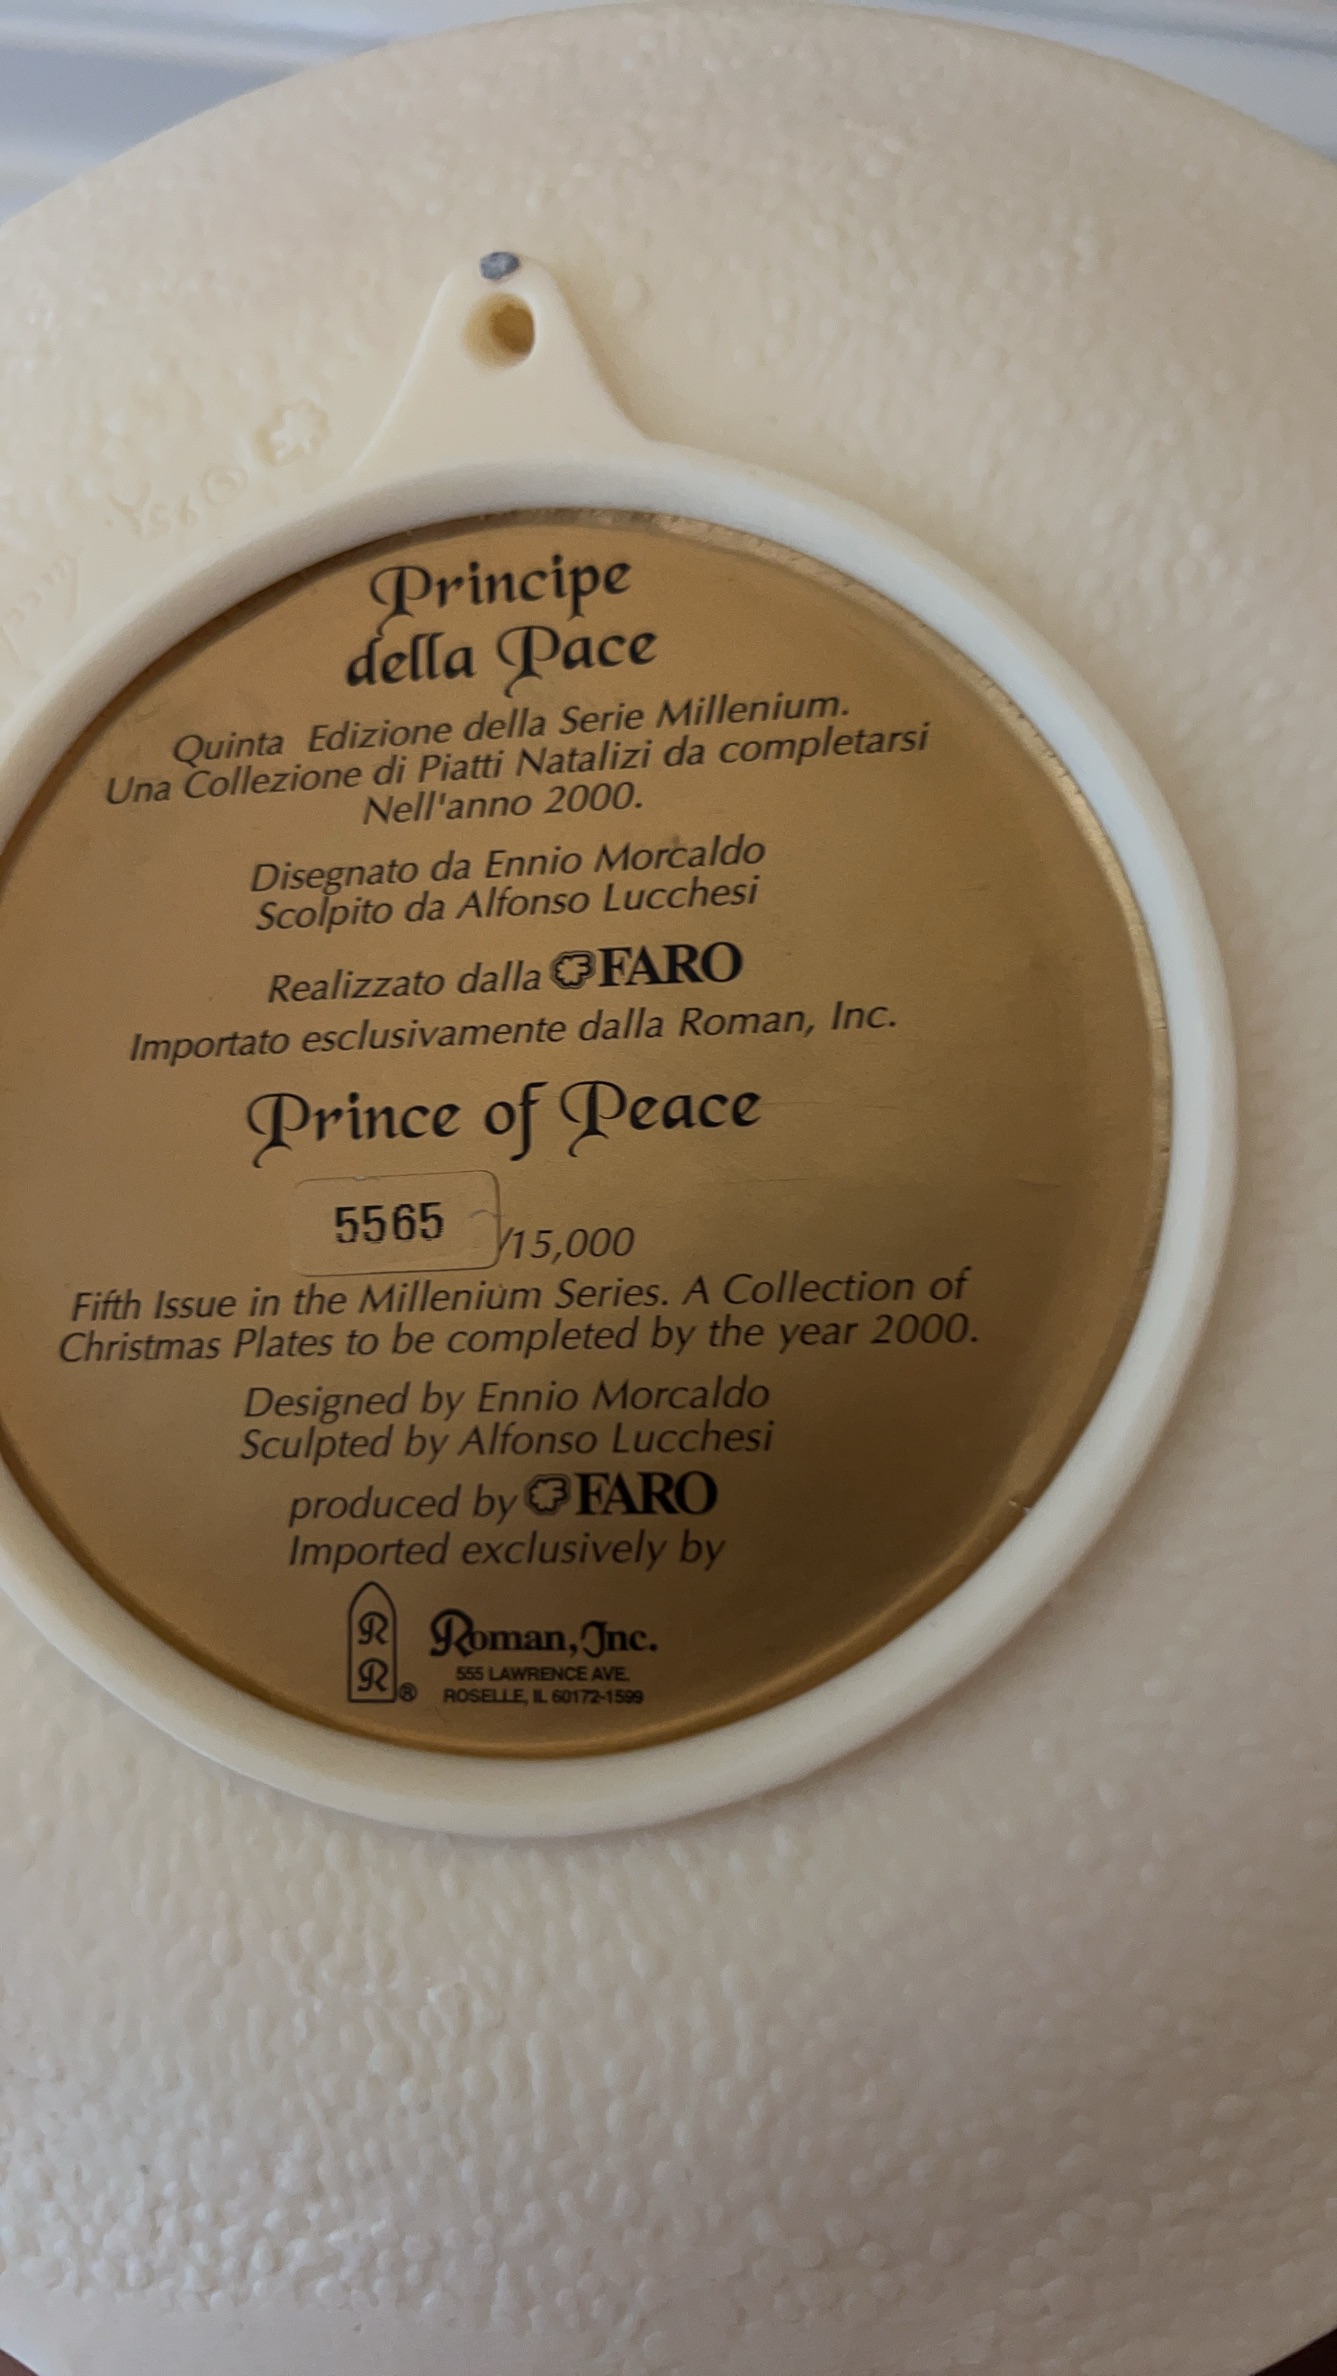 Principe
della Pace
Quinta Edizione della Serie Millenium.
Una Collezione di Piatti Natalizi da completarsi
Nell'anno 2000.
Disegnato da Ennio Morcaldo
Scolpito da Alfonso Lucchesi
Realizzato dalla FARO
Importato esclusivamente dalla Roman, Inc.
Prince of Peace
5565 /15,000
Fifth Issue in the Millenium Series. A Collection of
Christmas Plates to be completed by the year 2000.
Designed by Ennio Morcaldo
Sculpted by Alfonso Lucchesi
produced by FARO
Imported exclusively by
R
R®
Roman, Inc.
555 LAWRENCE AVE.
ROSELLE, IL 60172-1599